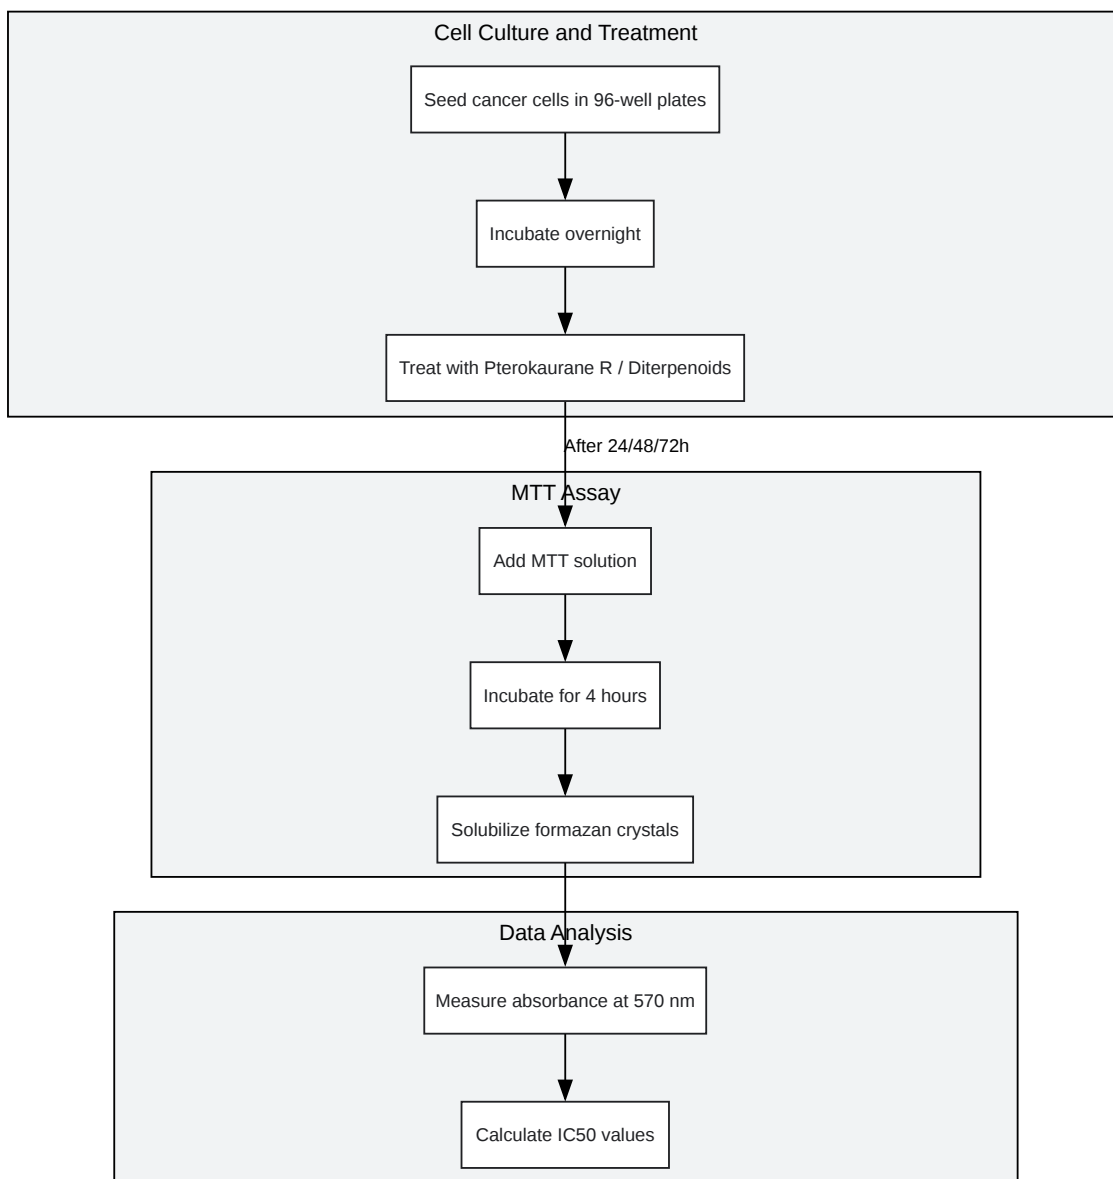 Cell Culture and Treatment
Seed cancer cells in 96-well plates
Incubate overnight
Treat with Pterokaurane R / Diterpenoids
After 24/48/72h
MTT Assay
Add MTT solution
Incubate for 4 hours
Solubilize formazan crystals
Data Analysis
Measure absorbance at 570 nm
Calculate IC50 values